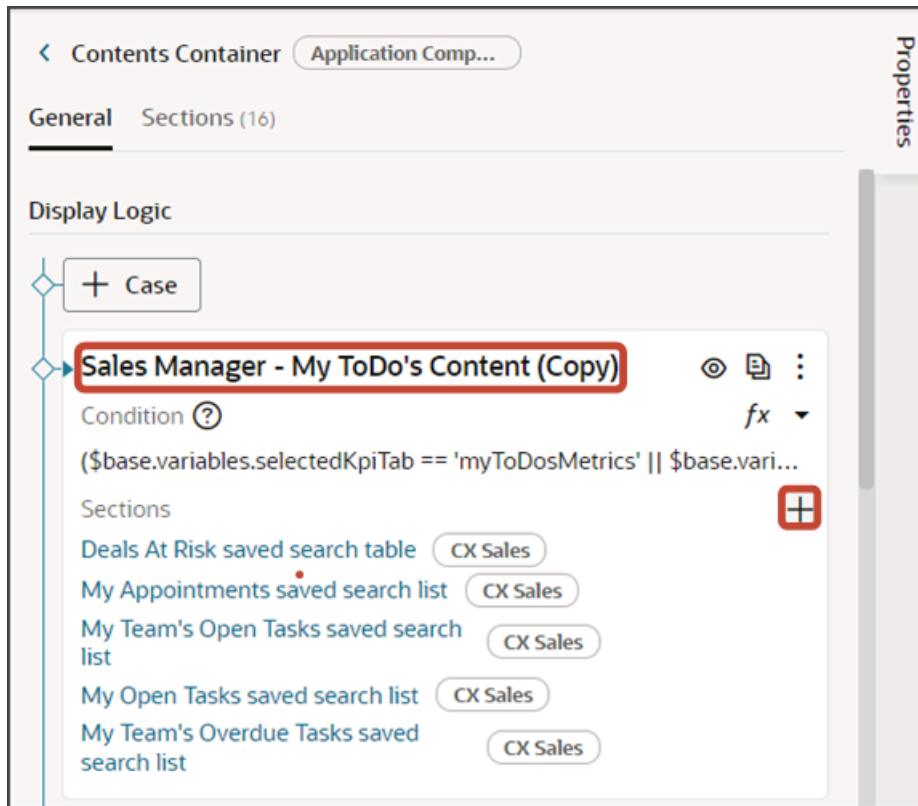 Contents Container Application Comp...
Properties
General Sections (16)
Display Logic
+ Case
Sales Manager - My ToDo's Content (Copy)
Condition ? fx
($base.variables.selectedKpiTab == 'myToDosMetrics' || $base.vari...
Sections +
Deals At Risk saved search table CX Sales
My Appointments saved search list CX Sales
My Team's Open Tasks saved search
list CX Sales
My Open Tasks saved search list CX Sales
My Team's Overdue Tasks saved
search list CX Sales